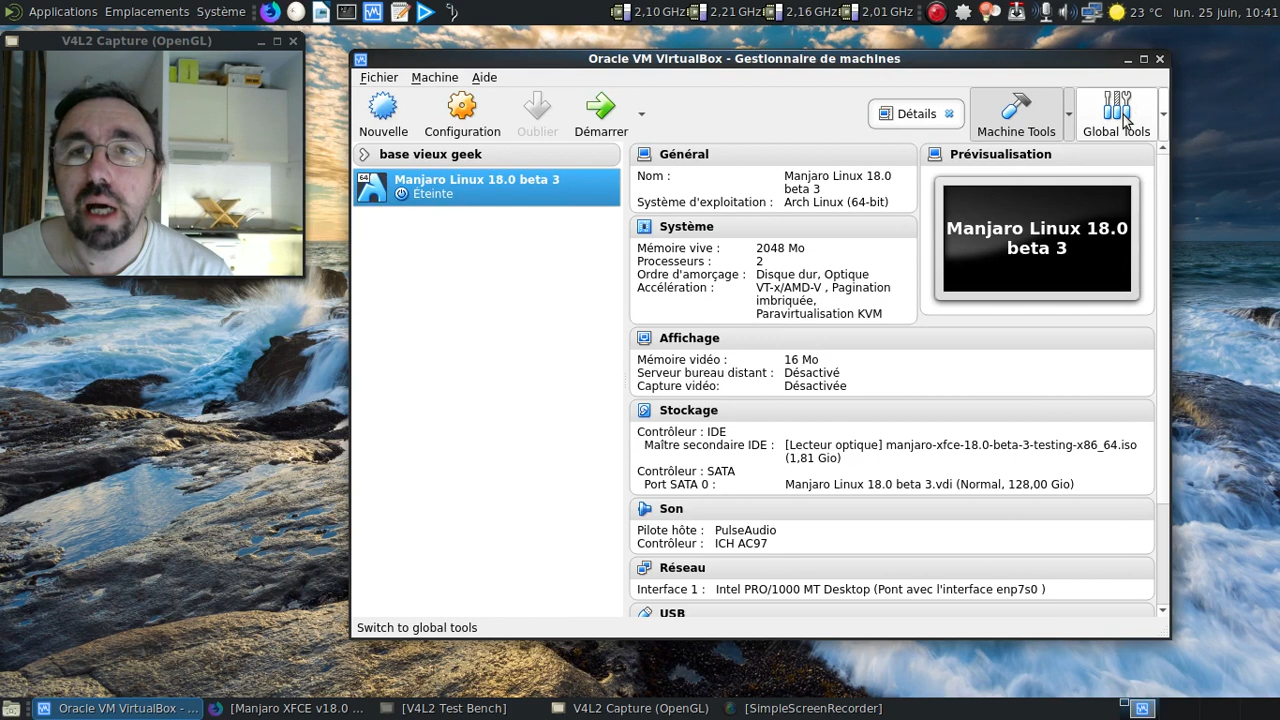 Applications Emplacements Système
2,10 GHz 2,21 GHz 2,16 GHz 2,01 GHz
23 °C lun. 25 juin, 10:41
V4L2 Capture (OpenGL)
Oracle VM VirtualBox - Gestionnaire de machines
Fichier Machine Aide
Nouvelle Configuration Oublier Démarrer
Détails
Machine Tools
Global Tools
base vieux geek
64
Manjaro Linux 18.0 beta 3
Éteinte
Général
Nom : Manjaro Linux 18.0
beta 3
Système d'exploitation : Arch Linux (64-bit)
Système
Mémoire vive : 2048 Mo
Processeurs : 2
Ordre d'amorçage : Disque dur, Optique
Accélération : VT-x/AMD-V , Pagination
imbriquée,
Paravirtualisation KVM
Prévisualisation
Manjaro Linux 18.0
beta 3
Affichage
Mémoire vidéo : 16 Mo
Serveur bureau distant : Désactivé
Capture vidéo: Désactivée
Stockage
Contrôleur : IDE
Maître secondaire IDE : [Lecteur optique] manjaro-xfce-18.0-beta-3-testing-x86_64.iso
(1,81 Gio)
Contrôleur : SATA
Port SATA 0 : Manjaro Linux 18.0 beta 3.vdi (Normal, 128,00 Gio)
Son
Pilote hôte : PulseAudio
Contrôleur : ICH AC97
Réseau
Interface 1 : Intel PRO/1000 MT Desktop (Pont avec l'interface enp7s0 )
USB
Switch to global tools
Oracle VM VirtualBox - ...
[Manjaro XFCE v18.0 ...
[V4L2 Test Bench]
V4L2 Capture (OpenGL)
[SimpleScreenRecorder]